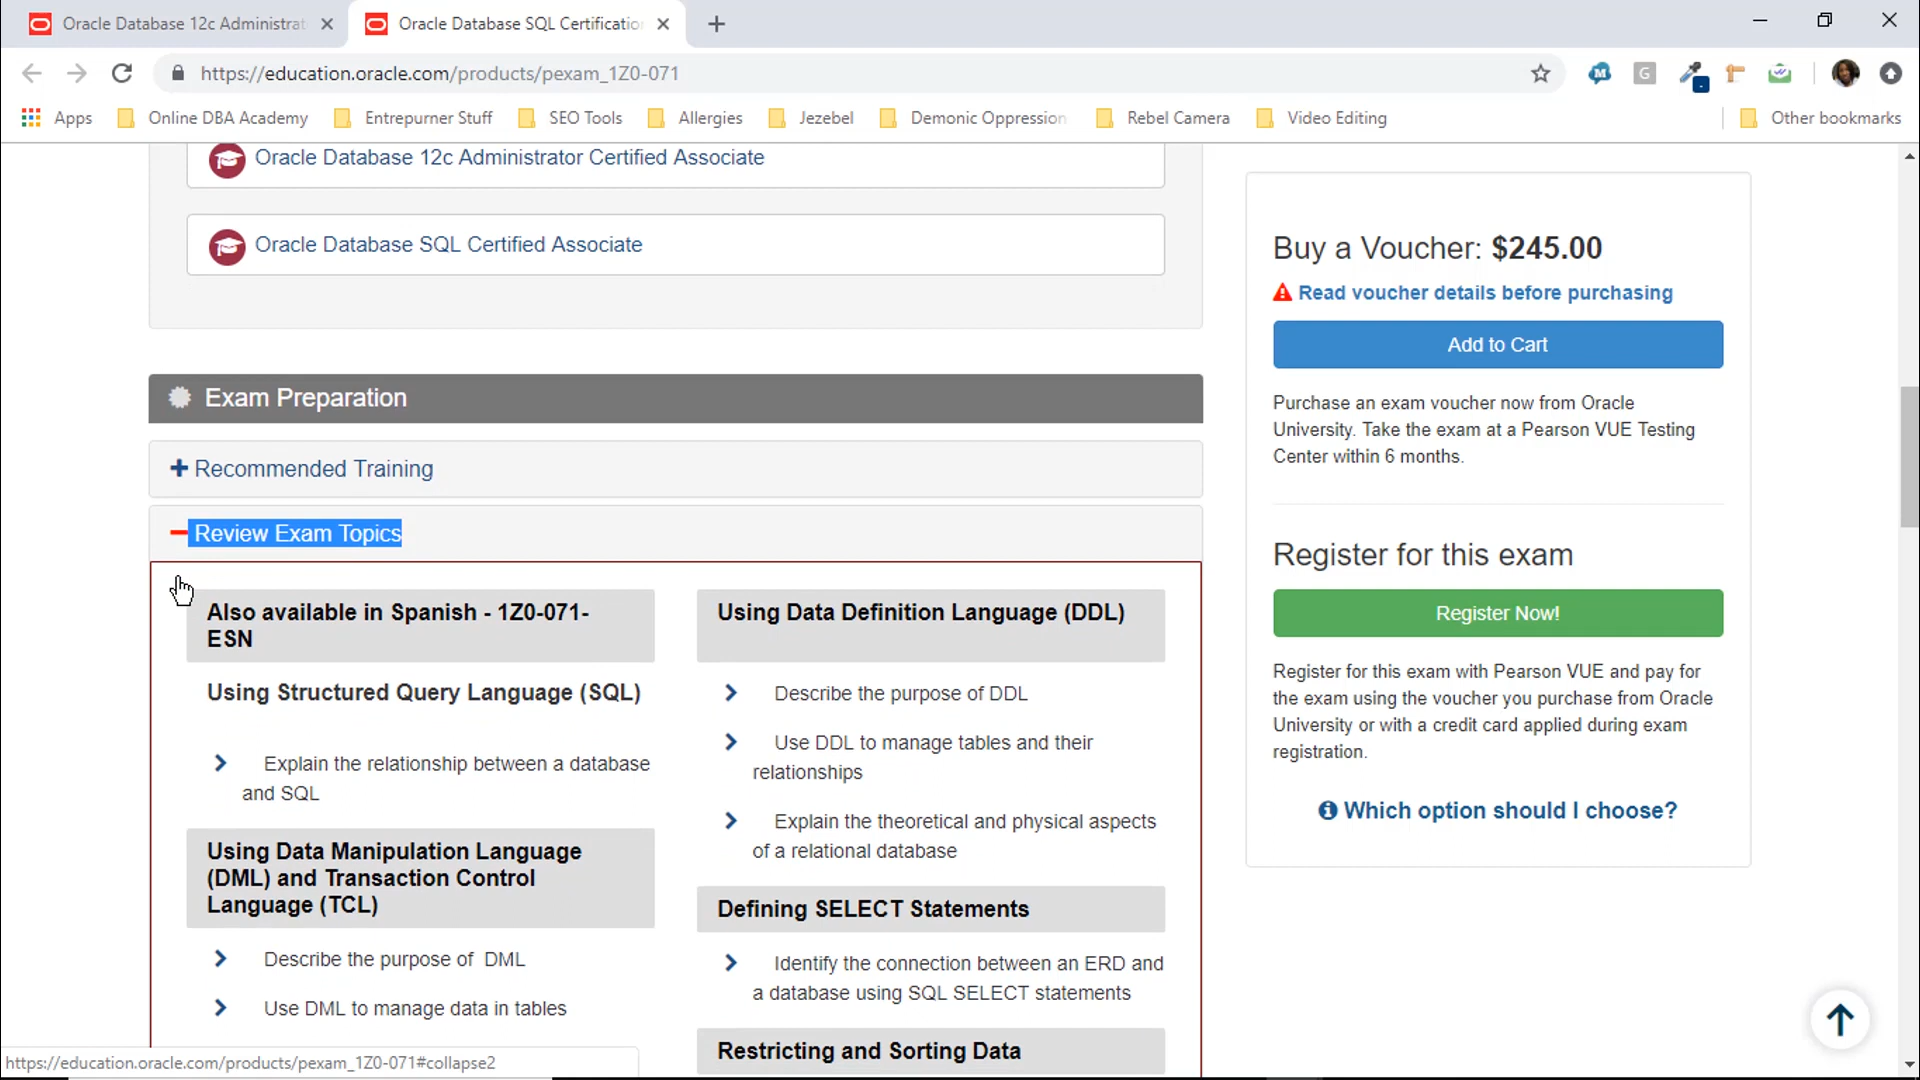 Oracle Database 12c Administrat
Oracle Database SQL Certificatio
https://education.oracle.com/products/pexam_1Z0-071
Apps
Online DBA Academy
Entrepurner Stuff
SEO Tools
Allergies
Jezebel
Demonic Oppression
Rebel Camera
Video Editing
Other bookmarks
Oracle Database 12c Administrator Certified Associate
Oracle Database SQL Certified Associate
Exam Preparation
Recommended Training
Review Exam Topics
Also available in Spanish - 1Z0-071-
ESN
Using Structured Query Language (SQL)
Explain the relationship between a database
and SQL
Using Data Manipulation Language
(DML) and Transaction Control
Language (TCL)
Describe the purpose of DML
Use DML to manage data in tables
Using Data Definition Language (DDL)
Describe the purpose of DDL
Use DDL to manage tables and their
relationships
Explain the theoretical and physical aspects
of a relational database
Defining SELECT Statements
Identify the connection between an ERD and
a database using SQL SELECT statements
Restricting and Sorting Data
Buy a Voucher: $245.00
Read voucher details before purchasing
Add to Cart
Purchase an exam voucher now from Oracle
University. Take the exam at a Pearson VUE Testing
Center within 6 months.
Register for this exam
Register Now!
Register for this exam with Pearson VUE and pay for
the exam using the voucher you purchase from Oracle
University or with a credit card applied during exam
registration.
Which option should I choose?
https://education.oracle.com/products/pexam_1Z0-071#collapse2